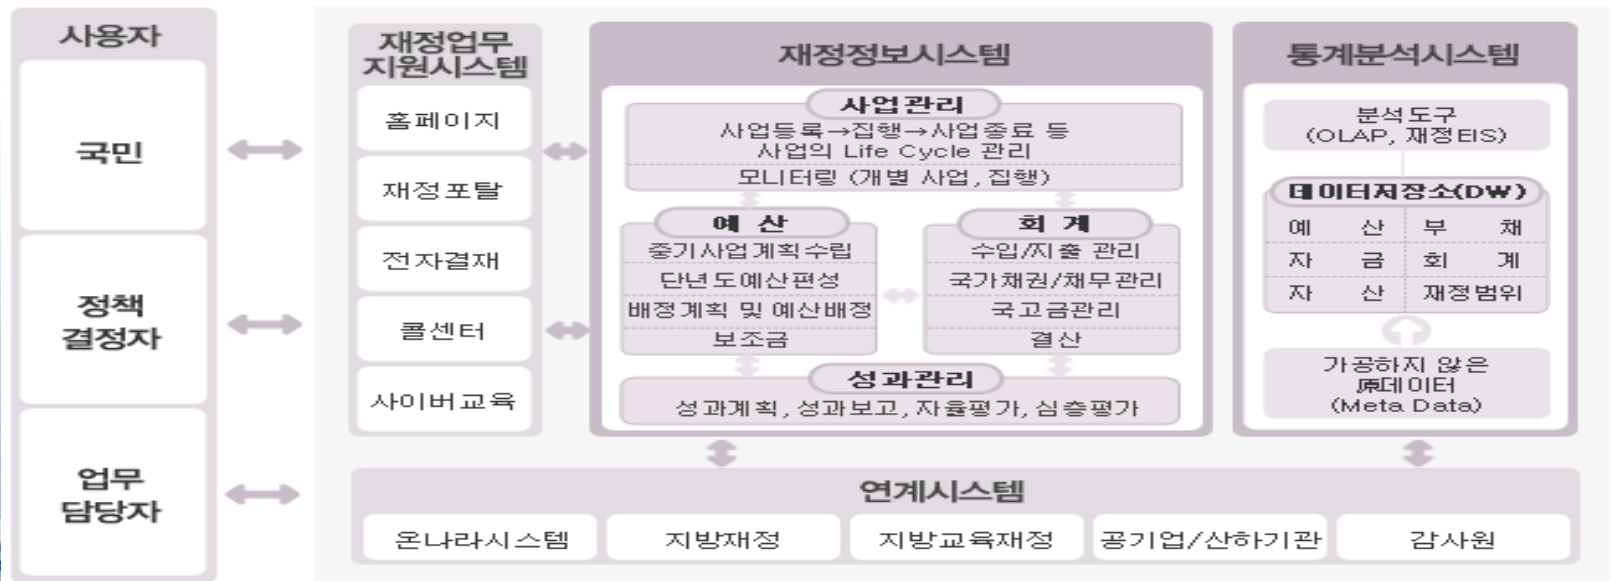 사용자
국민
정책
결정자
업무
담당자
재정업무
지원시스템
홈페이지
재정포탈
전자결재
콜센터
사이버교육
재정정보시스템
사업관리
사업등록→집행→사업종료 등
사업의 Life Cycle 관리
모니터링 (개별 사업, 집행)
예 산
중기사업계획수립
단년도예산편성
배정계획 및 예산배정
보조금
회 계
수입/지출 관리
국가채권/채무관리
국고금관리
결산
성과관리
성과계획, 성과보고, 자율평가, 심층평가
통계분석시스템
분석도구
(OLAP, 재정EIS)
데이터저장소(DW)
예 산 부 채
자 금 회 계
자 산 재정범위
가공하지 않은
原데이터
(Meta Data)
연계시스템
온나라시스템
지방재정
지방교육재정
공기업/산하기관
감사원